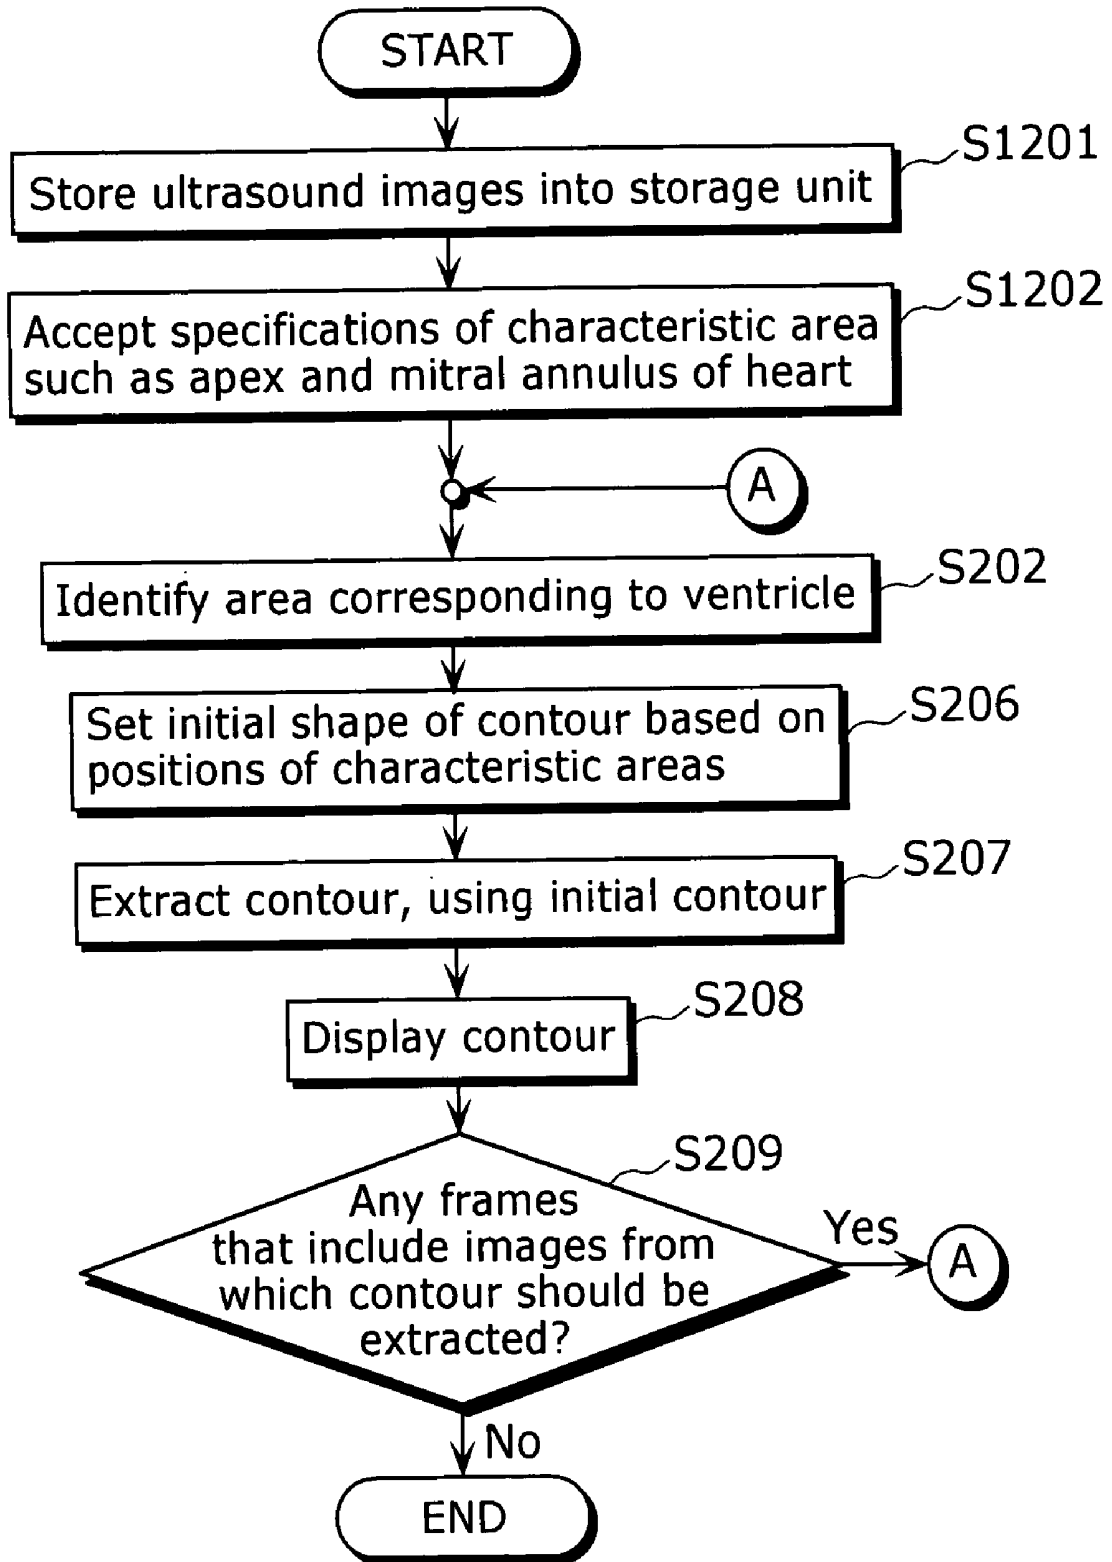 START
S1201
Store ultrasound images into storage unit
S1202
Accept specifications of characteristic area
such as apex and mitral annulus of heart
A
S202
Identify area corresponding to ventricle
S206
Set initial shape of contour based on
positions of characteristic areas
S207
Extract contour, using initial contour
S208
Display contour
S209
Any frames
that include images from
which contour should be
extracted?
Yes
A
No
END